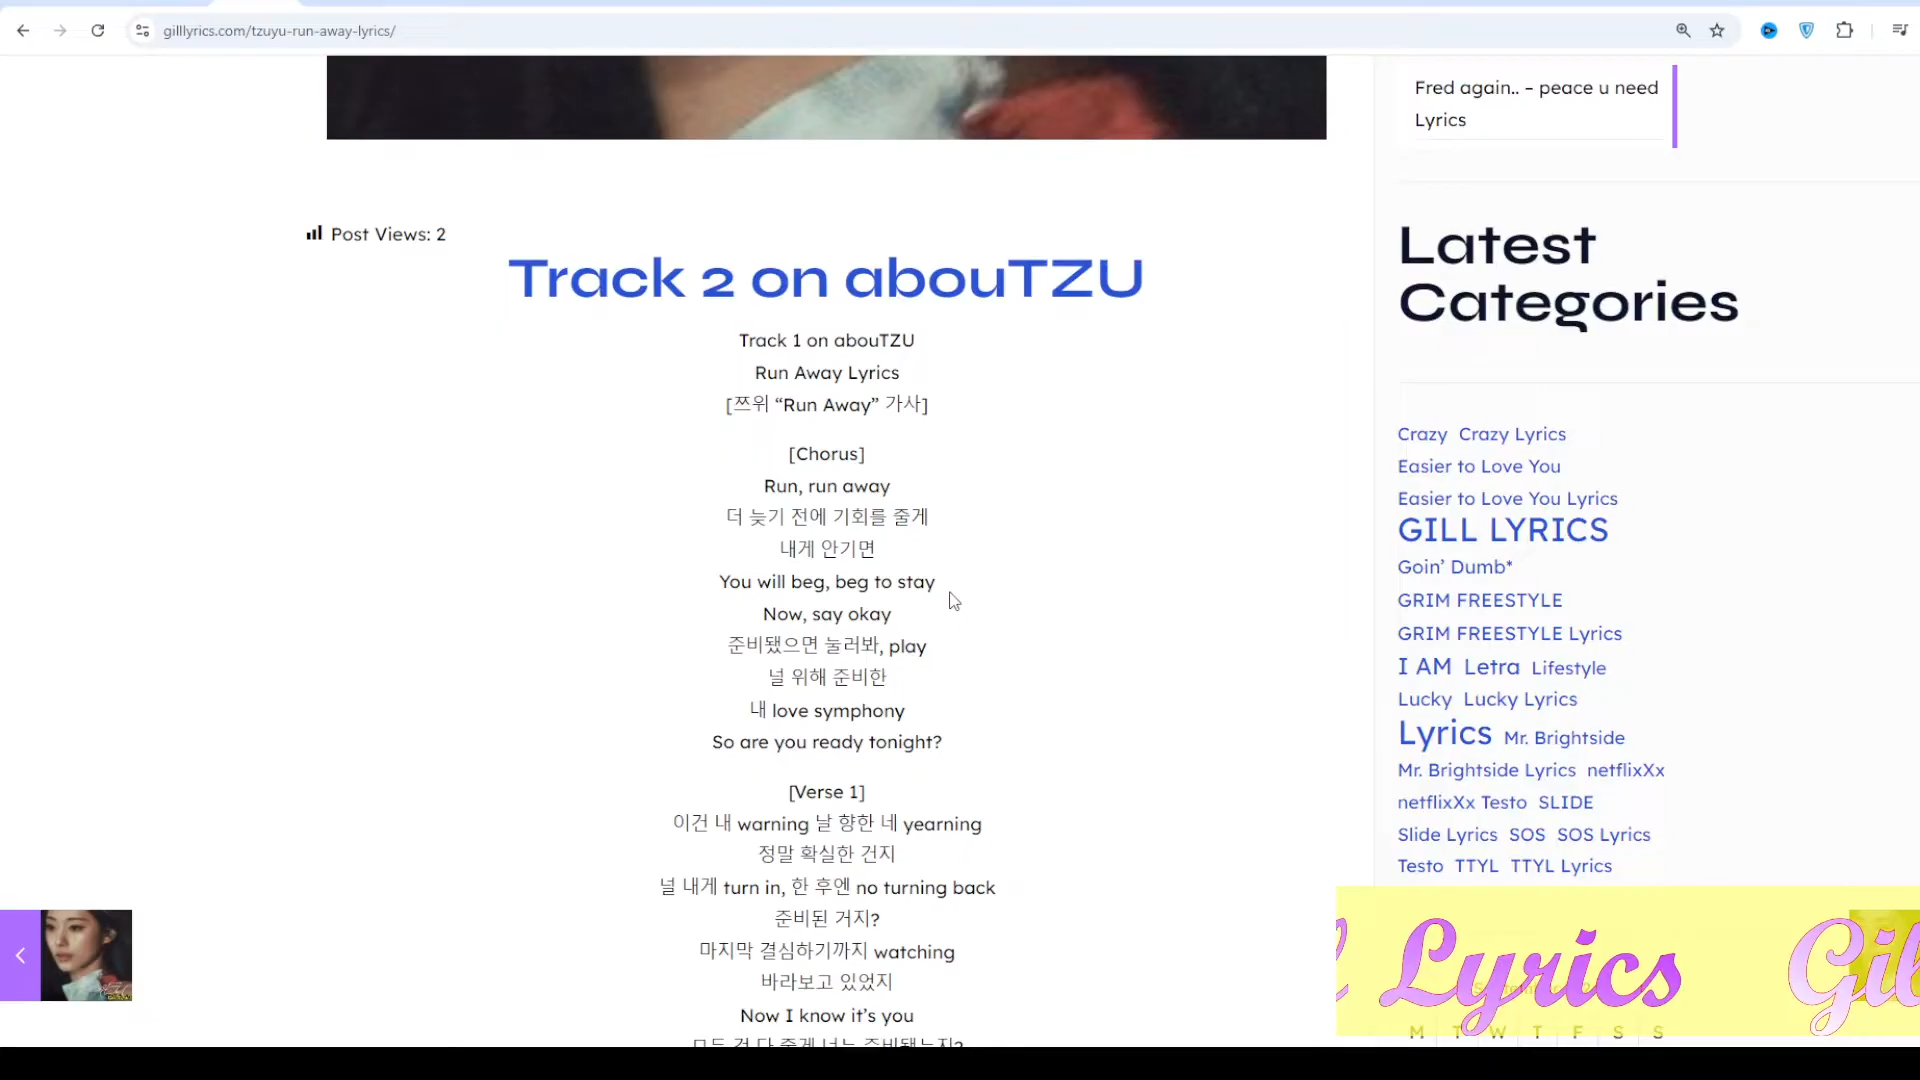 gilllyrics.com/tzuyu-run-away-lyrics/
Post Views: 2
Track 2 on abouTZU
Track 1 on abouTZU
Run Away Lyrics
[쯔위 “Run Away” 가사]
[Chorus]
Run, run away
더 늦기 전에 기회를 줄게
내게 안기면
You will beg, beg to stay
Now, say okay
준비됐으면 눌러봐, play
널 위해 준비한
내 love symphony
So are you ready tonight?
[Verse 1]
이건 내 warning 날 향한 네 yearning
정말 확실한 건지
널 내게 turn in, 한 후엔 no turning back
준비된 거지?
마지막 결심하기까지 watching
바라보고 있었지
Now I know it’s you
Fred again.. – peace u need
Lyrics
Latest
Categories
Crazy Crazy Lyrics
Easier to Love You
Easier to Love You Lyrics
GILL LYRICS
Goin’ Dumb*
GRIM FREESTYLE
GRIM FREESTYLE Lyrics
I AM Letra Lifestyle
Lucky Lucky Lyrics
Lyrics Mr. Brightside
Mr. Brightside Lyrics netflixXx
netflixXx Testo SLIDE
Slide Lyrics SOS SOS Lyrics
Testo TTYL TTYL Lyrics
Lyrics Gil
M T W T F S S